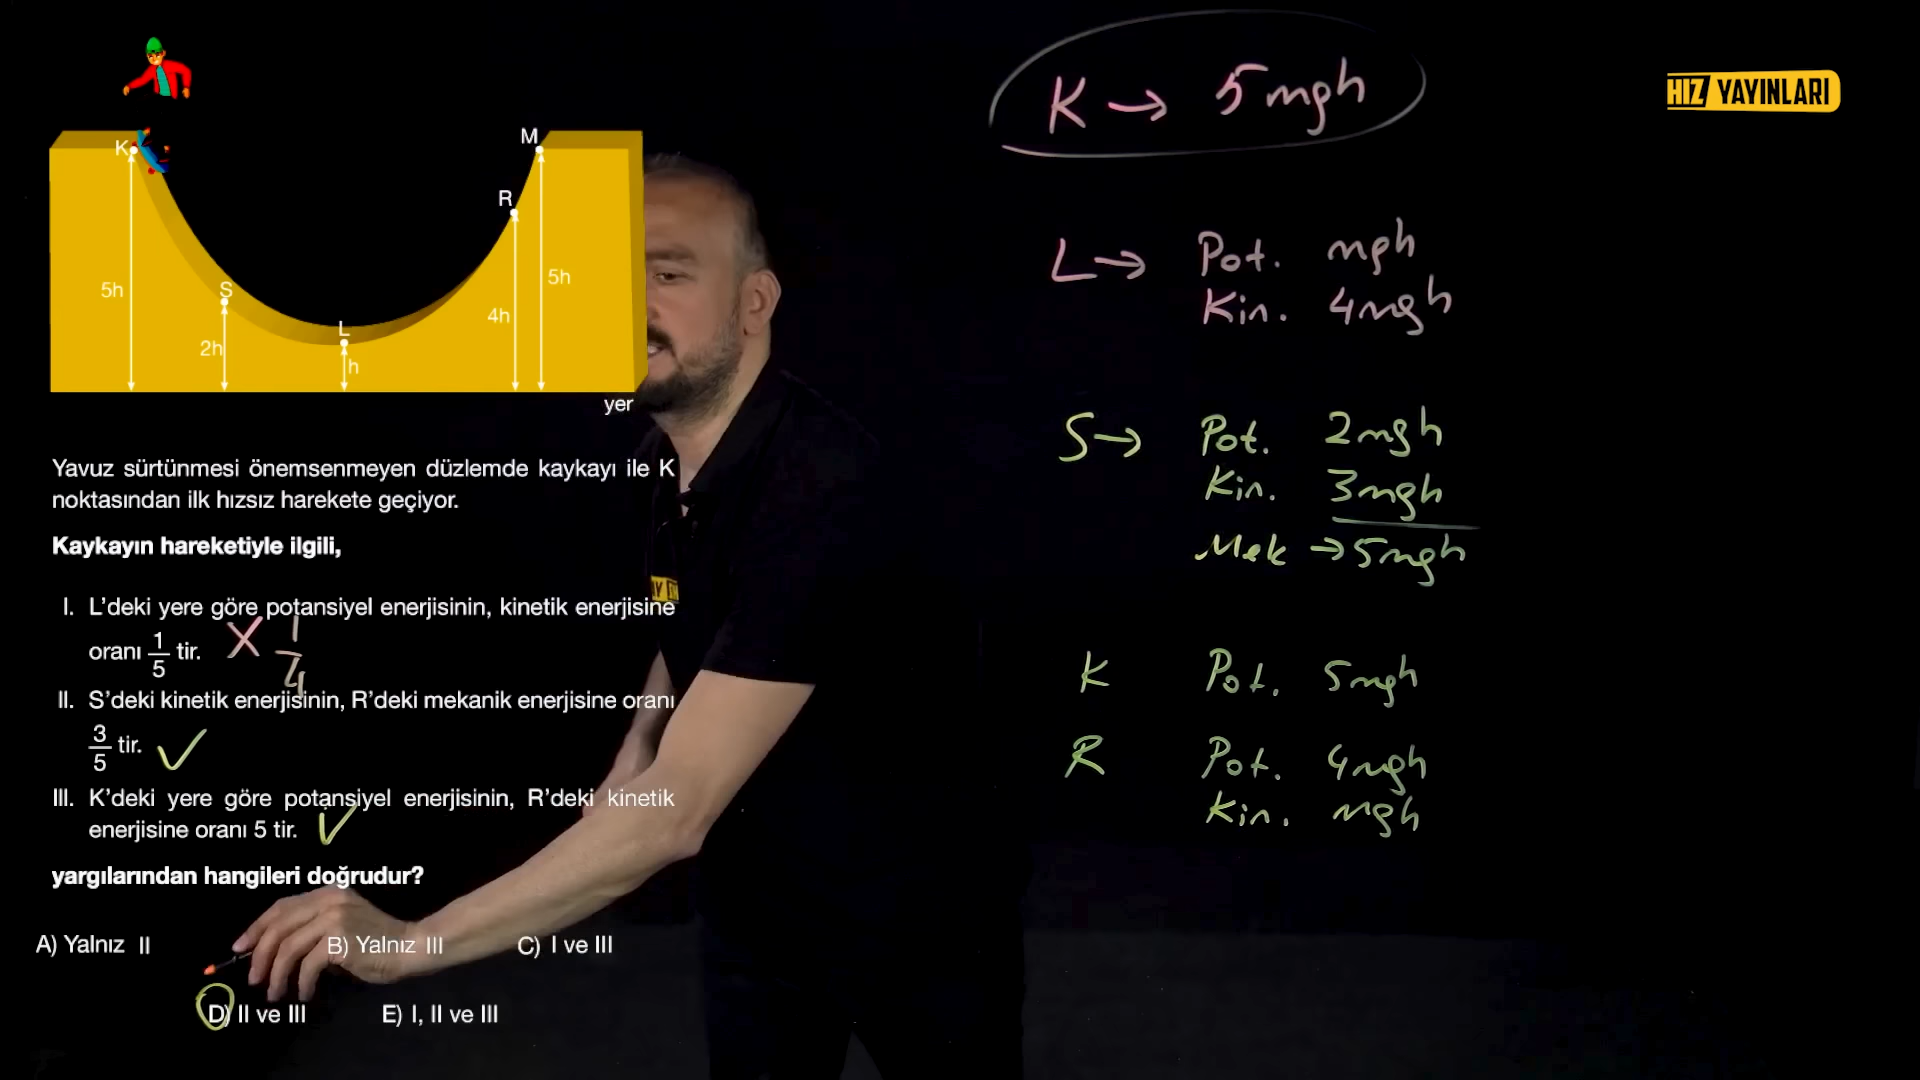 K → 5mgh
HIZ YAYINLARI
K
M
R
5h
5h
S
4h
L
2h
h
yer
L → Pot. mgh
Kin. 4mgh
S → Pot. 2mgh
Kin. 3mgh
Mek → 5mgh
K Pot. 5mgh
R Pot. 4mgh
Kin. mgh
Yavuz sürtünmesi önemsenmeyen düzlemde kaykayı ile K
noktasından ilk hızsız harekete geçiyor.
Kaykayın hareketiyle ilgili,
I. L'deki yere göre potansiyel enerjisinin, kinetik enerjisine
oranı 1/5 tir. X 1/4
II. S'deki kinetik enerjisinin, R'deki mekanik enerjisine oranı
3/5 tir. ✓
III. K'deki yere göre potansiyel enerjisinin, R'deki kinetik
enerjisine oranı 5 tir. ✓
yargılarından hangileri doğrudur?
A) Yalnız II B) Yalnız III C) I ve III
D) II ve III E) I, II ve III